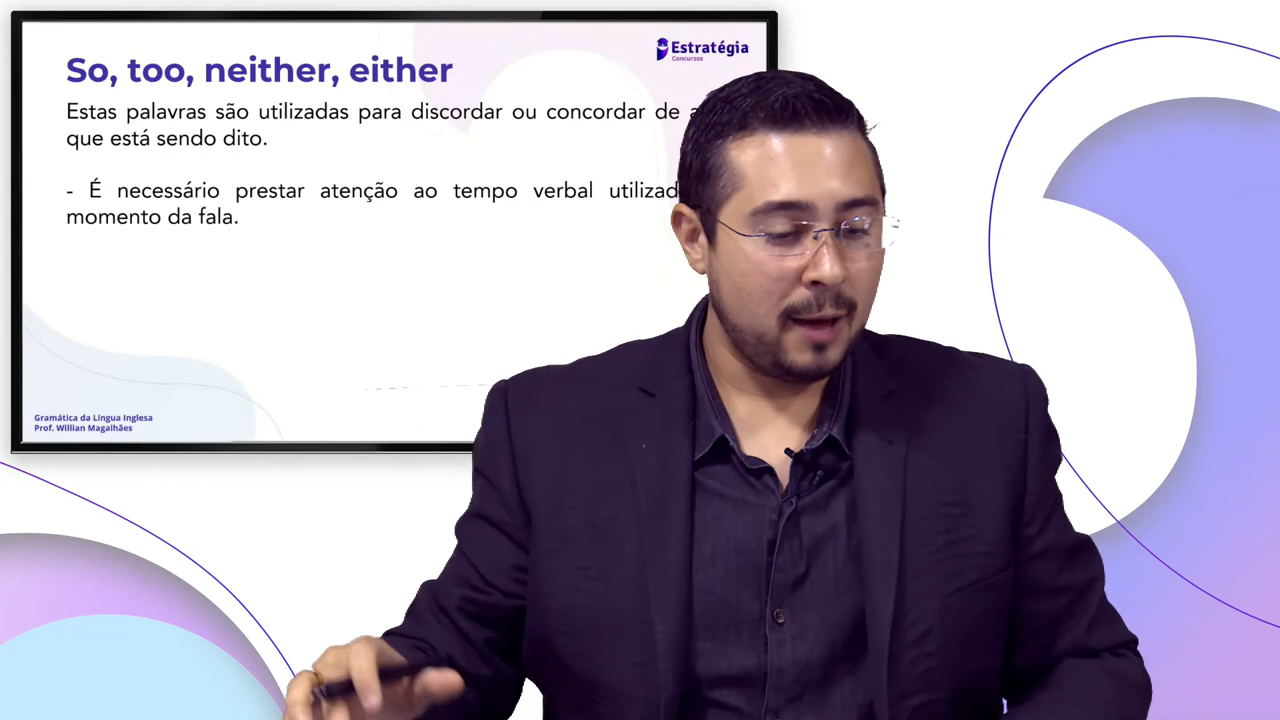 So, too, neither, either
Estratégia
Concursos
Estas palavras são utilizadas para discordar ou concordar de
que está sendo dito.
- É necessário prestar atenção ao tempo verbal
momento da fala.
Gramática da Língua Inglesa
Prof. Willian Magalhães